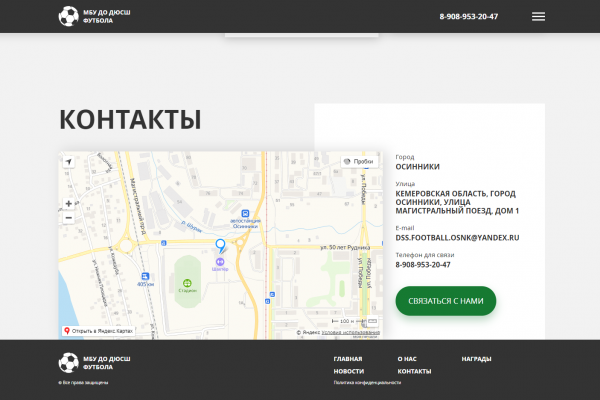 МБУ ДО ДЮСШ
ФУТБОЛА
8-908-953-20-47
КОНТАКТЫ
Пробки
Магистральный пр-д
ул. Победы
р. Шурак
автостанция
Осинники
ул. 50 лет Рудника
Шахтёр
Стадион
405 км
ул. Победы
Открыть в Яндекс.Картах
100 м
© Яндекс Условия использования
Город
ОСИННИКИ
Улица
КЕМЕРОВСКАЯ ОБЛАСТЬ, ГОРОД
ОСИННИКИ, УЛИЦА
МАГИСТРАЛЬНЫЙ ПОЕЗД, ДОМ 1
E-mail
DSS.FOOTBALL.OSNK@YANDEX.RU
Телефон для связи
8-908-953-20-47
СВЯЗАТЬСЯ С НАМИ
МБУ ДО ДЮСШ
ФУТБОЛА
© Все права защищены
ГЛАВНАЯ
О НАС
НАГРАДЫ
НОВОСТИ
КОНТАКТЫ
Политика конфиденциальности